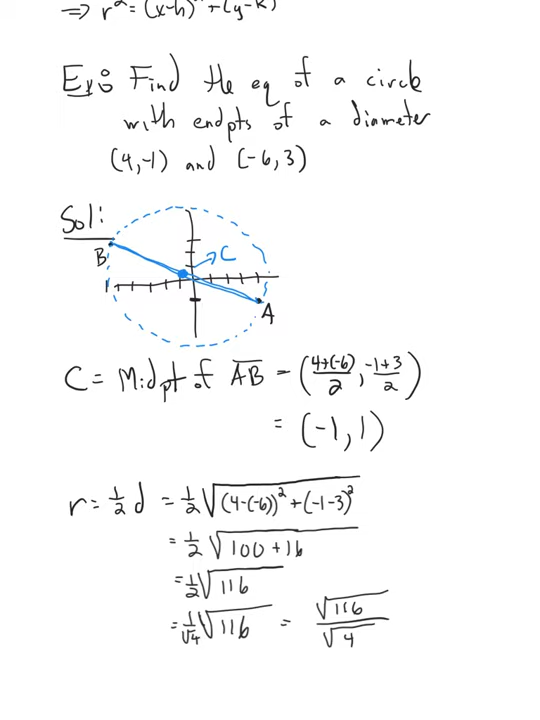 ⟹ r² = (x-h)² + (y-k)
Ex: Find the eq of a circle
with endpts of a diameter
(4,-1) and (-6,3)
Sol:
B
C
A
C = Midpt of A̅B̅ = ((4+(-6))/2, (-1+3)/2)
= (-1, 1)
r = ½ d = ½ √((4-(-6))² + (-1-3)²)
= ½ √(100+16)
= ½ √116
= 1/√4 √116 = √116/√4